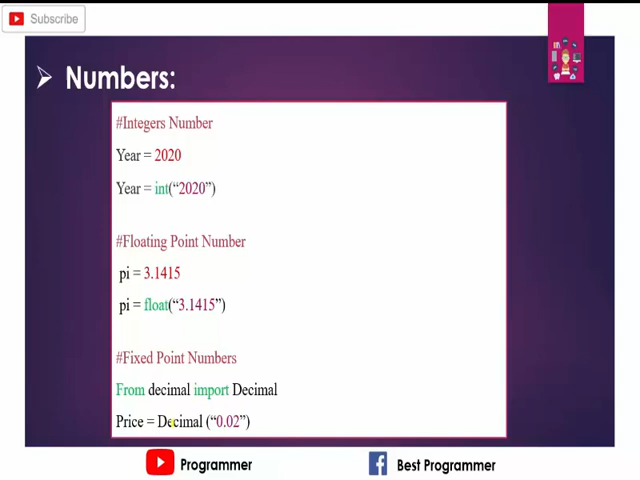 Subscribe
Numbers:
#Integers Number
Year = 2020
Year = int(“2020”)
#Floating Point Number
pi = 3.1415
pi = float(“3.1415”)
#Fixed Point Numbers
From decimal import Decimal
Price = Decimal (“0.02”)
Programmer
Best Programmer